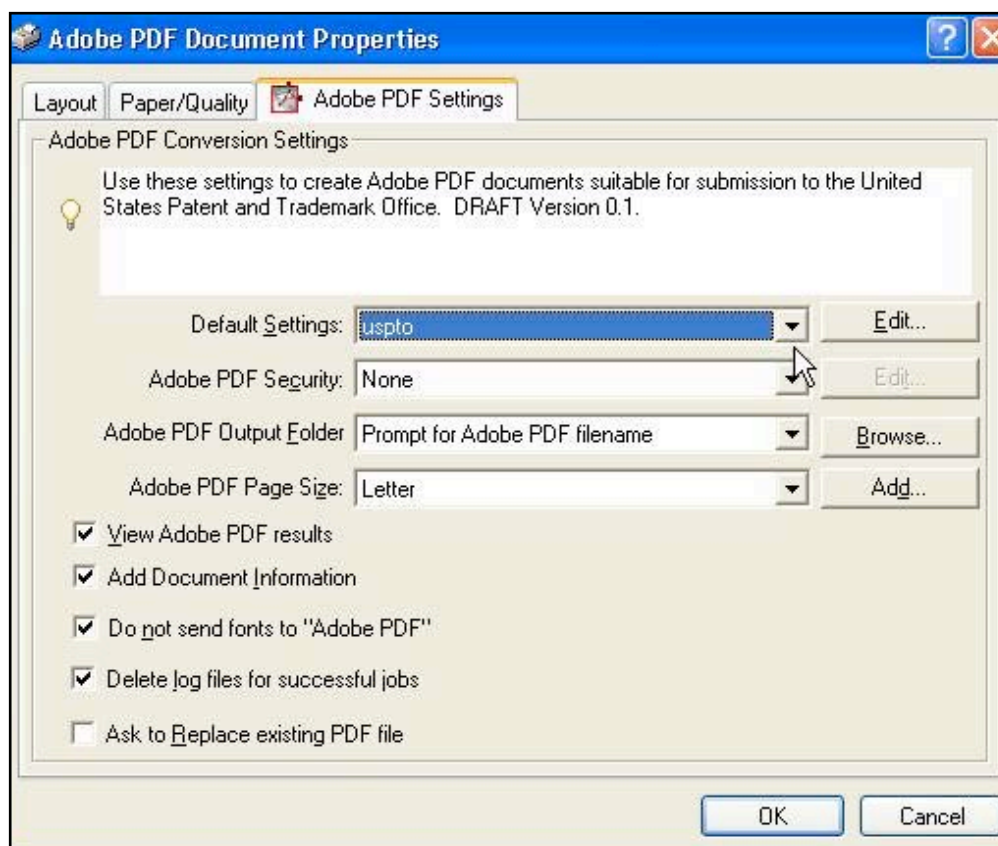 Adobe PDF Document Properties
Layout Paper/Quality Adobe PDF Settings
Adobe PDF Conversion Settings
Use these settings to create Adobe PDF documents suitable for submission to the United
States Patent and Trademark Office. DRAFT Version 0.1.
Default Settings: uspto Edit...
Adobe PDF Security: None Edit...
Adobe PDF Output Folder Prompt for Adobe PDF filename Browse...
Adobe PDF Page Size: Letter Add...
View Adobe PDF results
Add Document Information
Do not send fonts to "Adobe PDF"
Delete log files for successful jobs
Ask to Replace existing PDF file
OK Cancel